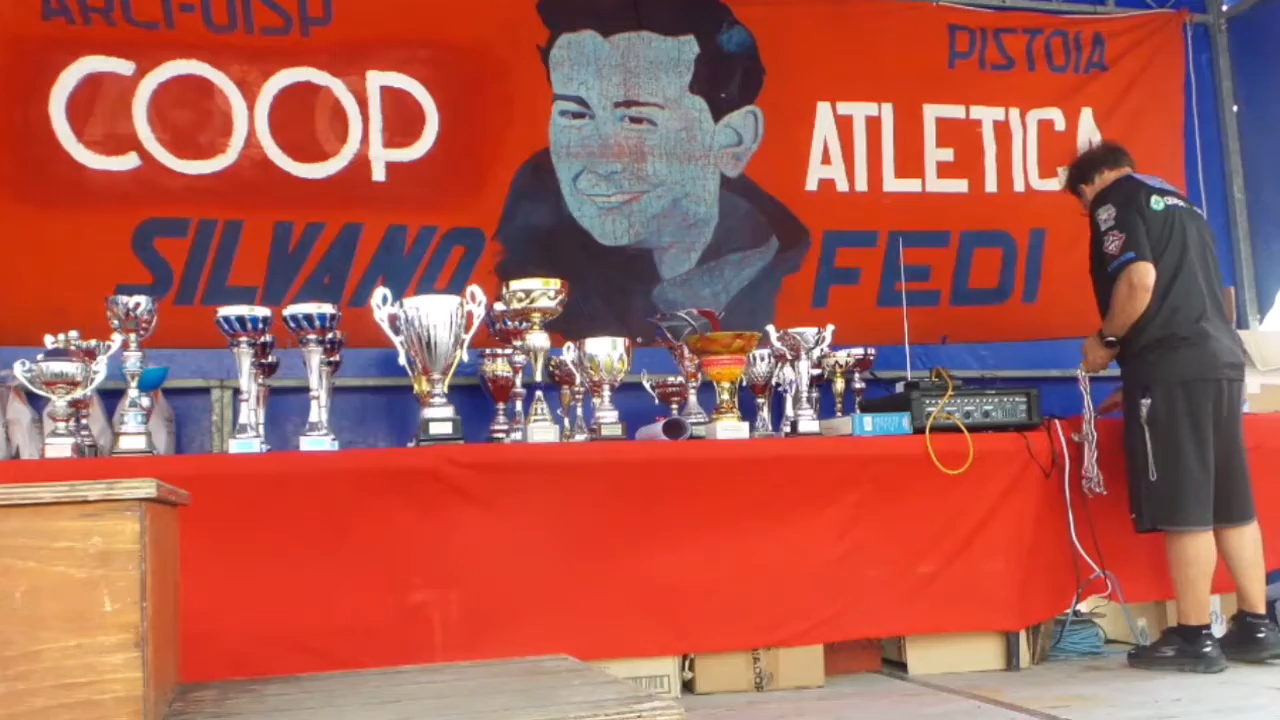 ARCI-UISP
PISTOIA
COOP
ATLETICA
SILVANO
FEDI